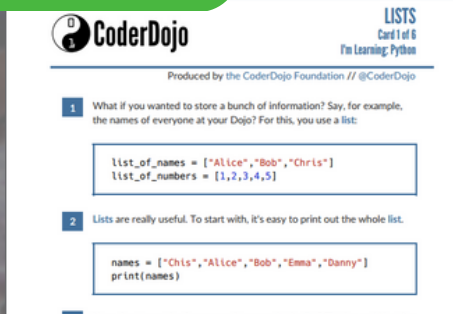 CoderDojo
LISTS
Card 1 of 6
I'm Learning: Python
Produced by the CoderDojo Foundation // @CoderDojo
1
What if you wanted to store a bunch of information? Say, for example,
the names of everyone at your Dojo? For this, you use a list:
list_of_names = ["Alice","Bob","Chris"]
list_of_numbers = [1,2,3,4,5]
2
Lists are really useful. To start with, it's easy to print out the whole list.
names = ["Chis","Alice","Bob","Emma","Danny"]
print(names)